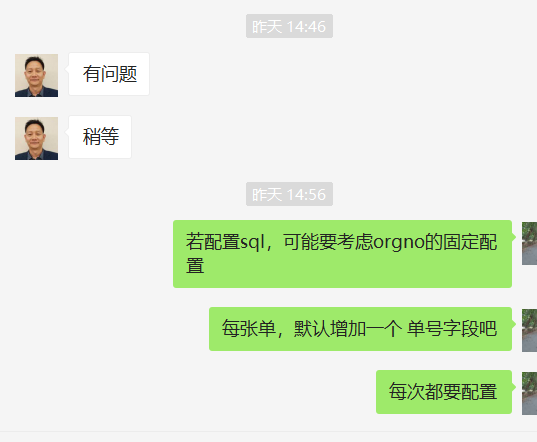 昨天 14:46
有问题
稍等
昨天 14:56
若配置sql，可能要考虑orgno的固定配
置
每张单，默认增加一个 单号字段吧
每次都要配置